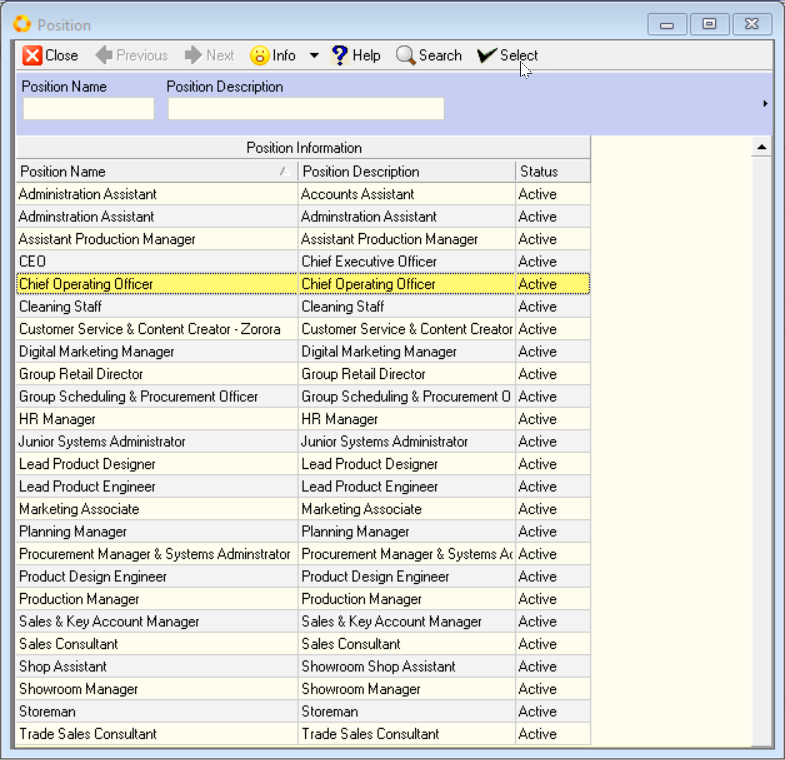 Position
Close Previous Next Info Help Search Select
Position Name Position Description
Position Information
Position Name Position Description Status
Administration Assistant Accounts Assistant Active
Adminstration Assistant Adminstration Assistant Active
Assistant Production Manager Assistant Production Manager Active
CEO Chief Executive Officer Active
Chief Operating Officer Chief Operating Officer Active
Cleaning Staff Cleaning Staff Active
Customer Service & Content Creator - Zorora Customer Service & Content Creator Active
Digital Marketing Manager Digital Marketing Manager Active
Group Retail Director Group Retail Director Active
Group Scheduling & Procurement Officer Group Scheduling & Procurement O Active
HR Manager HR Manager Active
Junior Systems Administrator Junior Systems Administrator Active
Lead Product Designer Lead Product Designer Active
Lead Product Engineer Lead Product Engineer Active
Marketing Associate Marketing Associate Active
Planning Manager Planning Manager Active
Procurement Manager & Systems Adminstrator Procurement Manager & Systems Ac Active
Product Design Engineer Product Design Engineer Active
Production Manager Production Manager Active
Sales & Key Account Manager Sales & Key Account Manager Active
Sales Consultant Sales Consultant Active
Shop Assistant Showroom Shop Assistant Active
Showroom Manager Showroom Manager Active
Storeman Storeman Active
Trade Sales Consultant Trade Sales Consultant Active